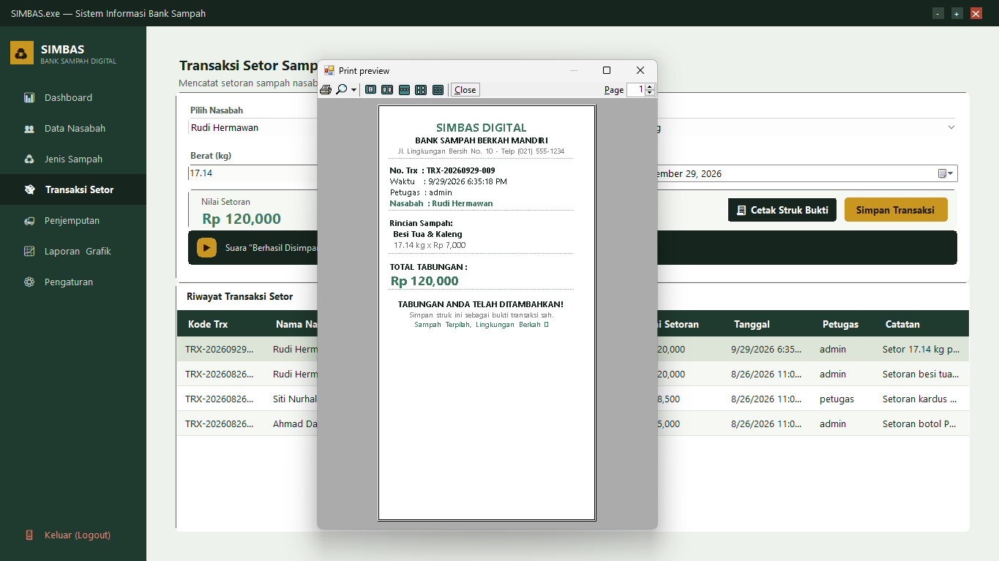 SIMBAS.exe — Sistem Informasi Bank Sampah
- + ×
SIMBAS
BANK SAMPAH DIGITAL
Dashboard
Data Nasabah
Jenis Sampah
Transaksi Setor
Penjemputan
Laporan Grafik
Pengaturan
Keluar (Logout)
Transaksi Setor Samp
Mencatat setoran sampah nasab
Pilih Nasabah
Rudi Hermawan
g
Berat (kg)
17.14
ember 29, 2026
Nilai Setoran
Rp 120,000
Cetak Struk Bukti
Simpan Transaksi
Suara "Berhasil Disimpa
Print preview
Close
Page 1
SIMBAS DIGITAL
BANK SAMPAH BERKAH MANDIRI
Jl. Lingkungan Bersih No. 10 - Telp (021) 555-1234
No. Trx : TRX-20260929-009
Waktu : 9/29/2026 6:35:18 PM
Petugas : admin
Nasabah : Rudi Hermawan
Rincian Sampah:
Besi Tua & Kaleng
17.14 kg x Rp 7,000
TOTAL TABUNGAN :
Rp 120,000
TABUNGAN ANDA TELAH DITAMBAHKAN!
Simpan struk ini sebagai bukti transaksi sah.
Sampah Terpilah, Lingkungan Berkah
Riwayat Transaksi Setor
Kode Trx Nama Na i Setoran Tanggal Petugas Catatan
TRX-20260929... Rudi Herm 20,000 9/29/2026 6:35... admin Setor 17.14 kg p...
TRX-20260826... Rudi Herm 20,000 8/26/2026 11:0... admin Setoran besi tua...
TRX-20260826... Siti Nurhal 8,500 8/26/2026 11:0... petugas Setoran kardus ...
TRX-20260826... Ahmad Da 5,000 8/26/2026 11:0... admin Setoran botol P...